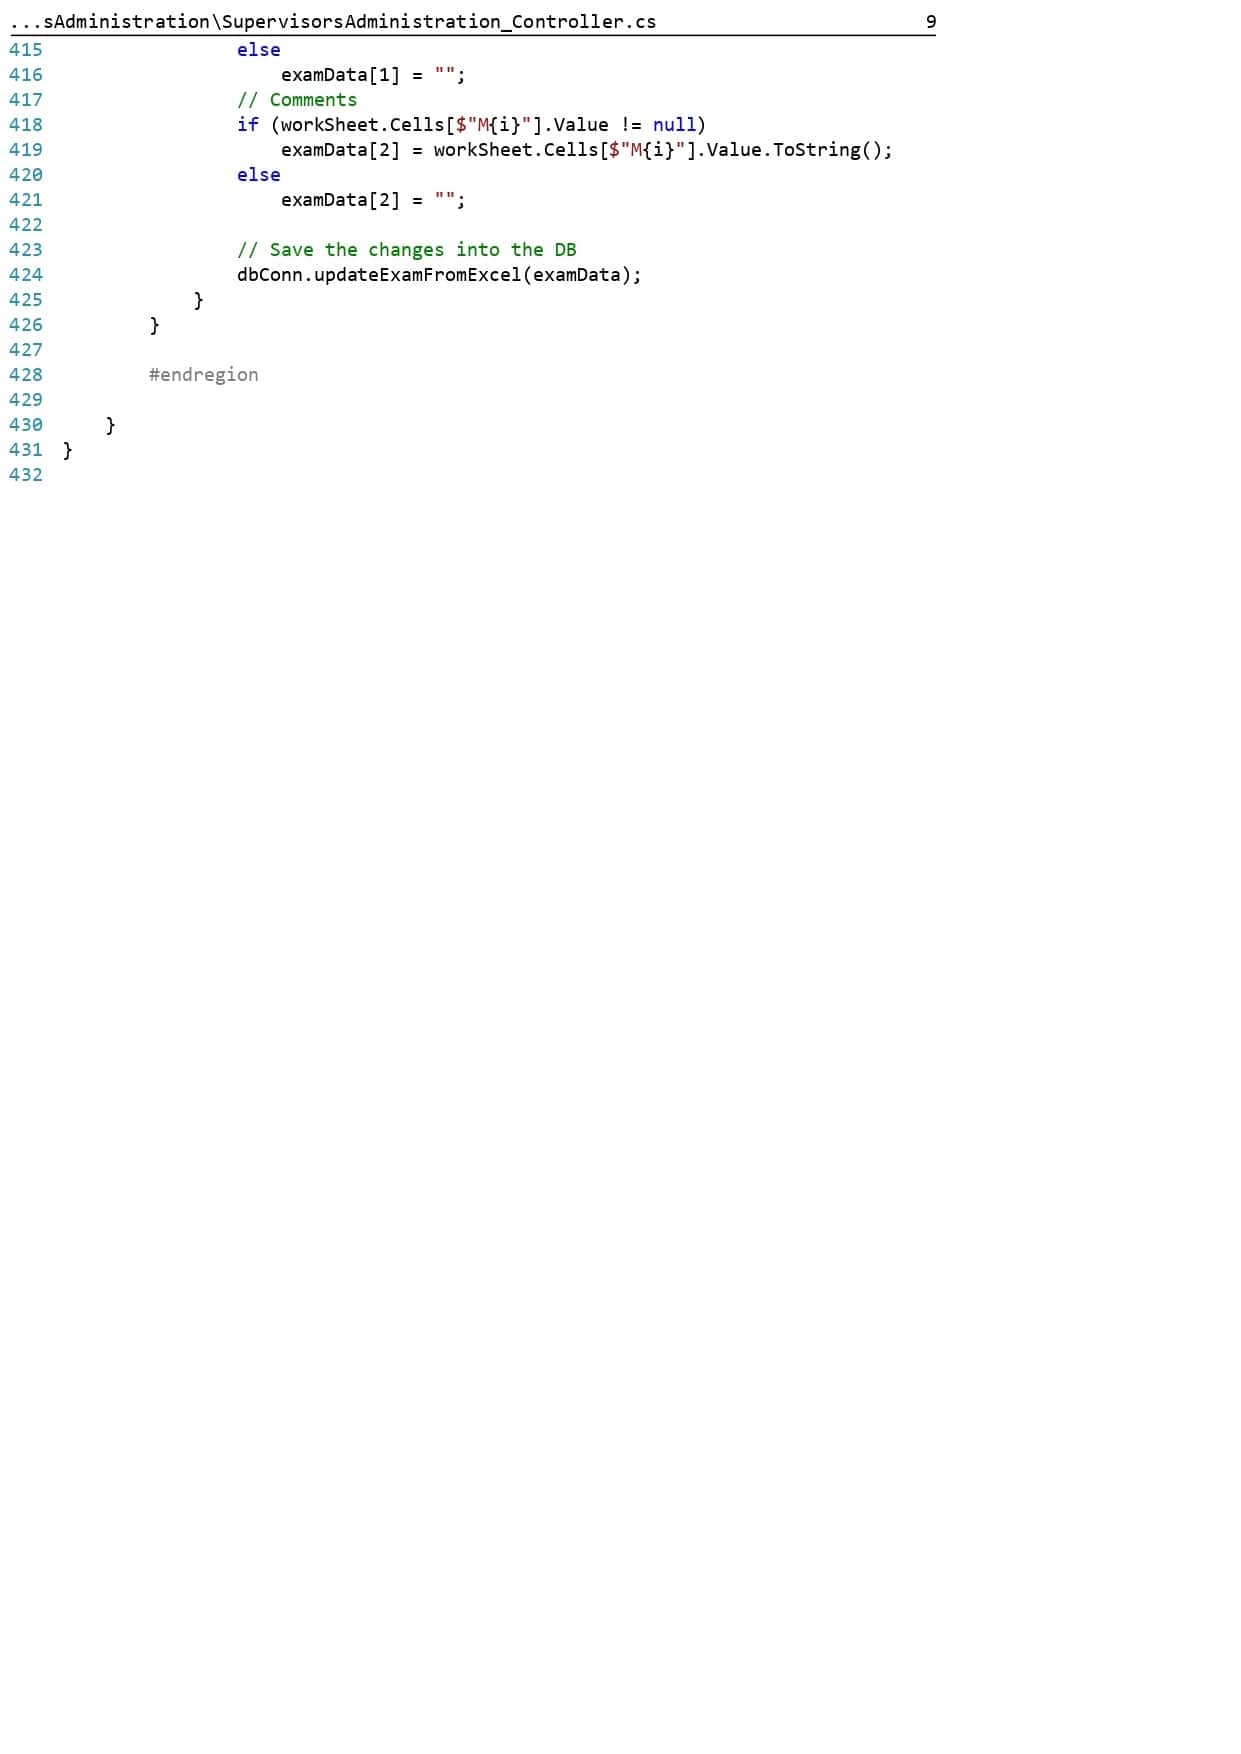 ...sAdministration\SupervisorsAdministration_Controller.cs 9
415                 else
416                     examData[1] = "";
417                 // Comments
418                 if (workSheet.Cells[$"M{i}"].Value != null)
419                     examData[2] = workSheet.Cells[$"M{i}"].Value.ToString();
420                 else
421                     examData[2] = "";
422
423                 // Save the changes into the DB
424                 dbConn.updateExamFromExcel(examData);
425             }
426         }
427
428         #endregion
429
430     }
431 }
432